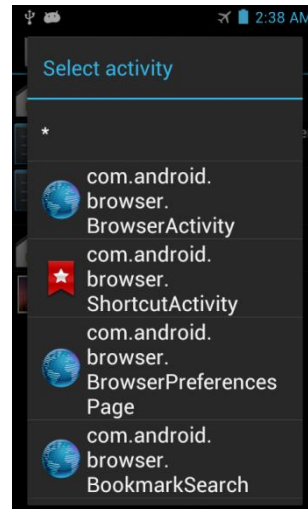 2:38 AM
Select activity
*
com.android.
browser.
BrowserActivity
com.android.
browser.
ShortcutActivity
com.android.
browser.
BrowserPreferences
Page
com.android.
browser.
BookmarkSearch